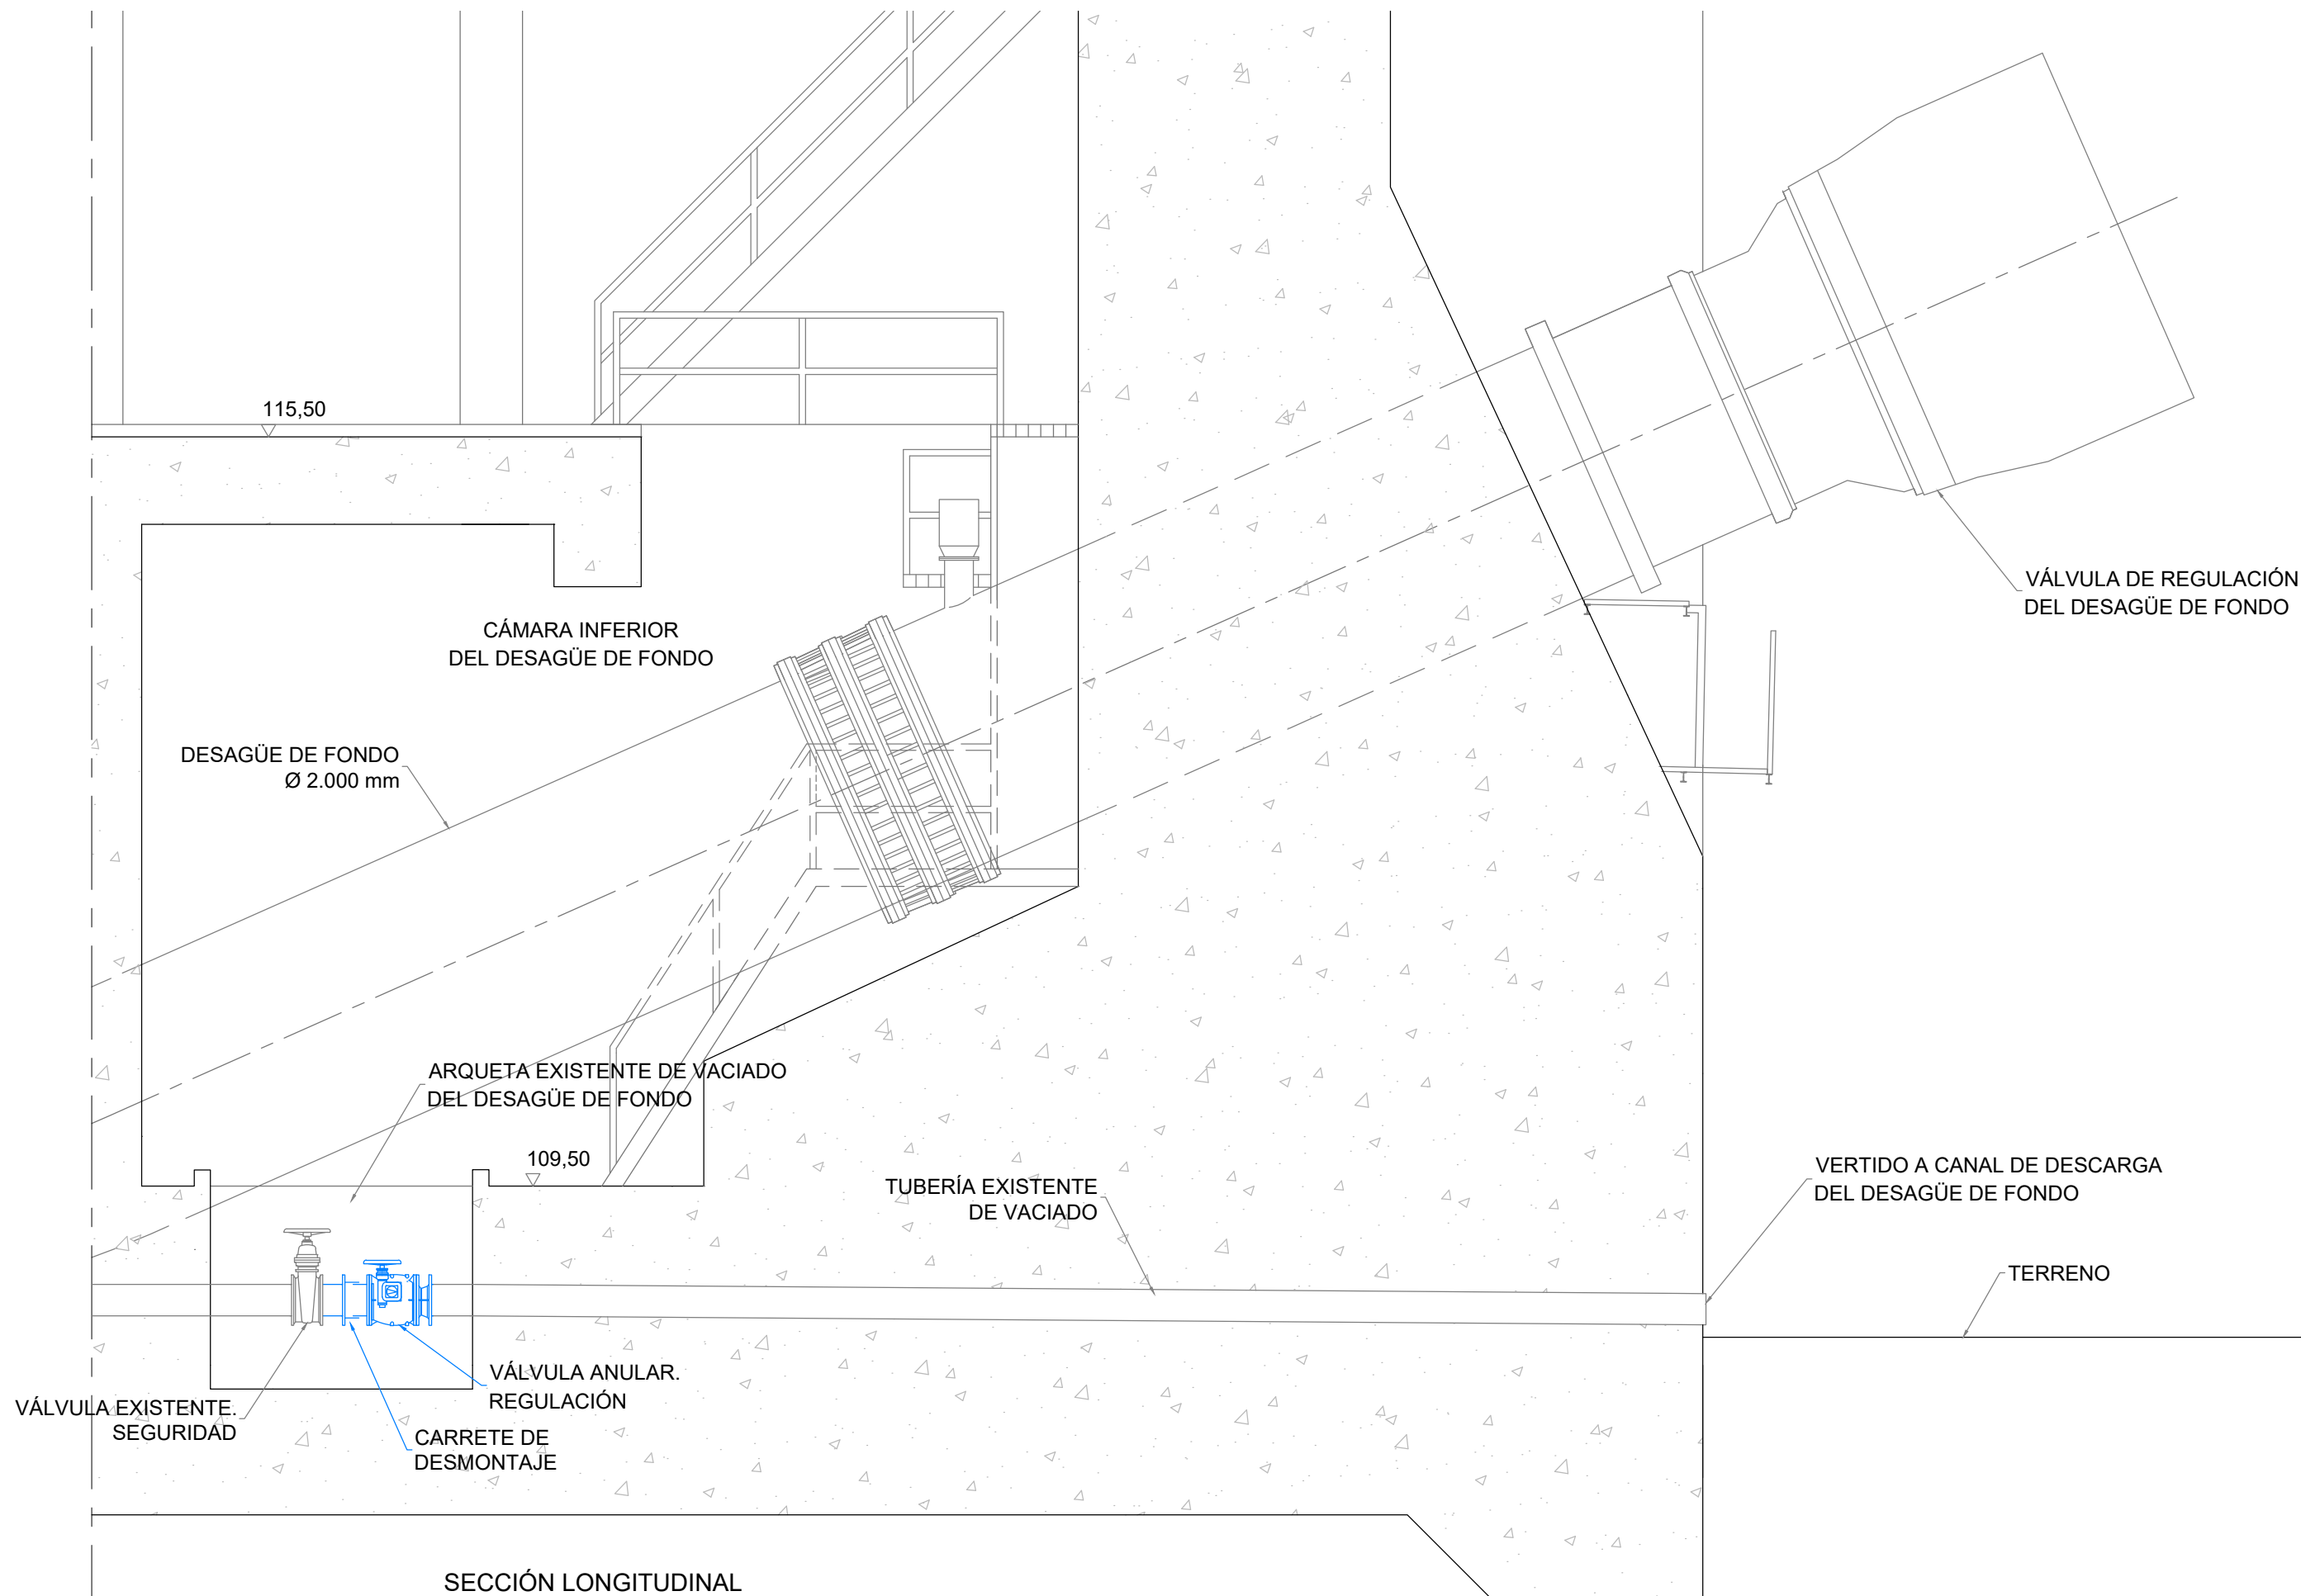 115,50
VÁLVULA DE REGULACIÓN
DEL DESAGÜE DE FONDO
CÁMARA INFERIOR
DEL DESAGÜE DE FONDO
DESAGÜE DE FONDO
Ø 2.000 mm
ARQUETA EXISTENTE DE VACIADO
DEL DESAGÜE DE FONDO
109,50
TUBERÍA EXISTENTE
DE VACIADO
VERTIDO A CANAL DE DESCARGA
DEL DESAGÜE DE FONDO
TERRENO
VÁLVULA ANULAR.
REGULACIÓN
VÁLVULA EXISTENTE.
SEGURIDAD
CARRETE DE
DESMONTAJE
SECCIÓN LONGITUDINAL